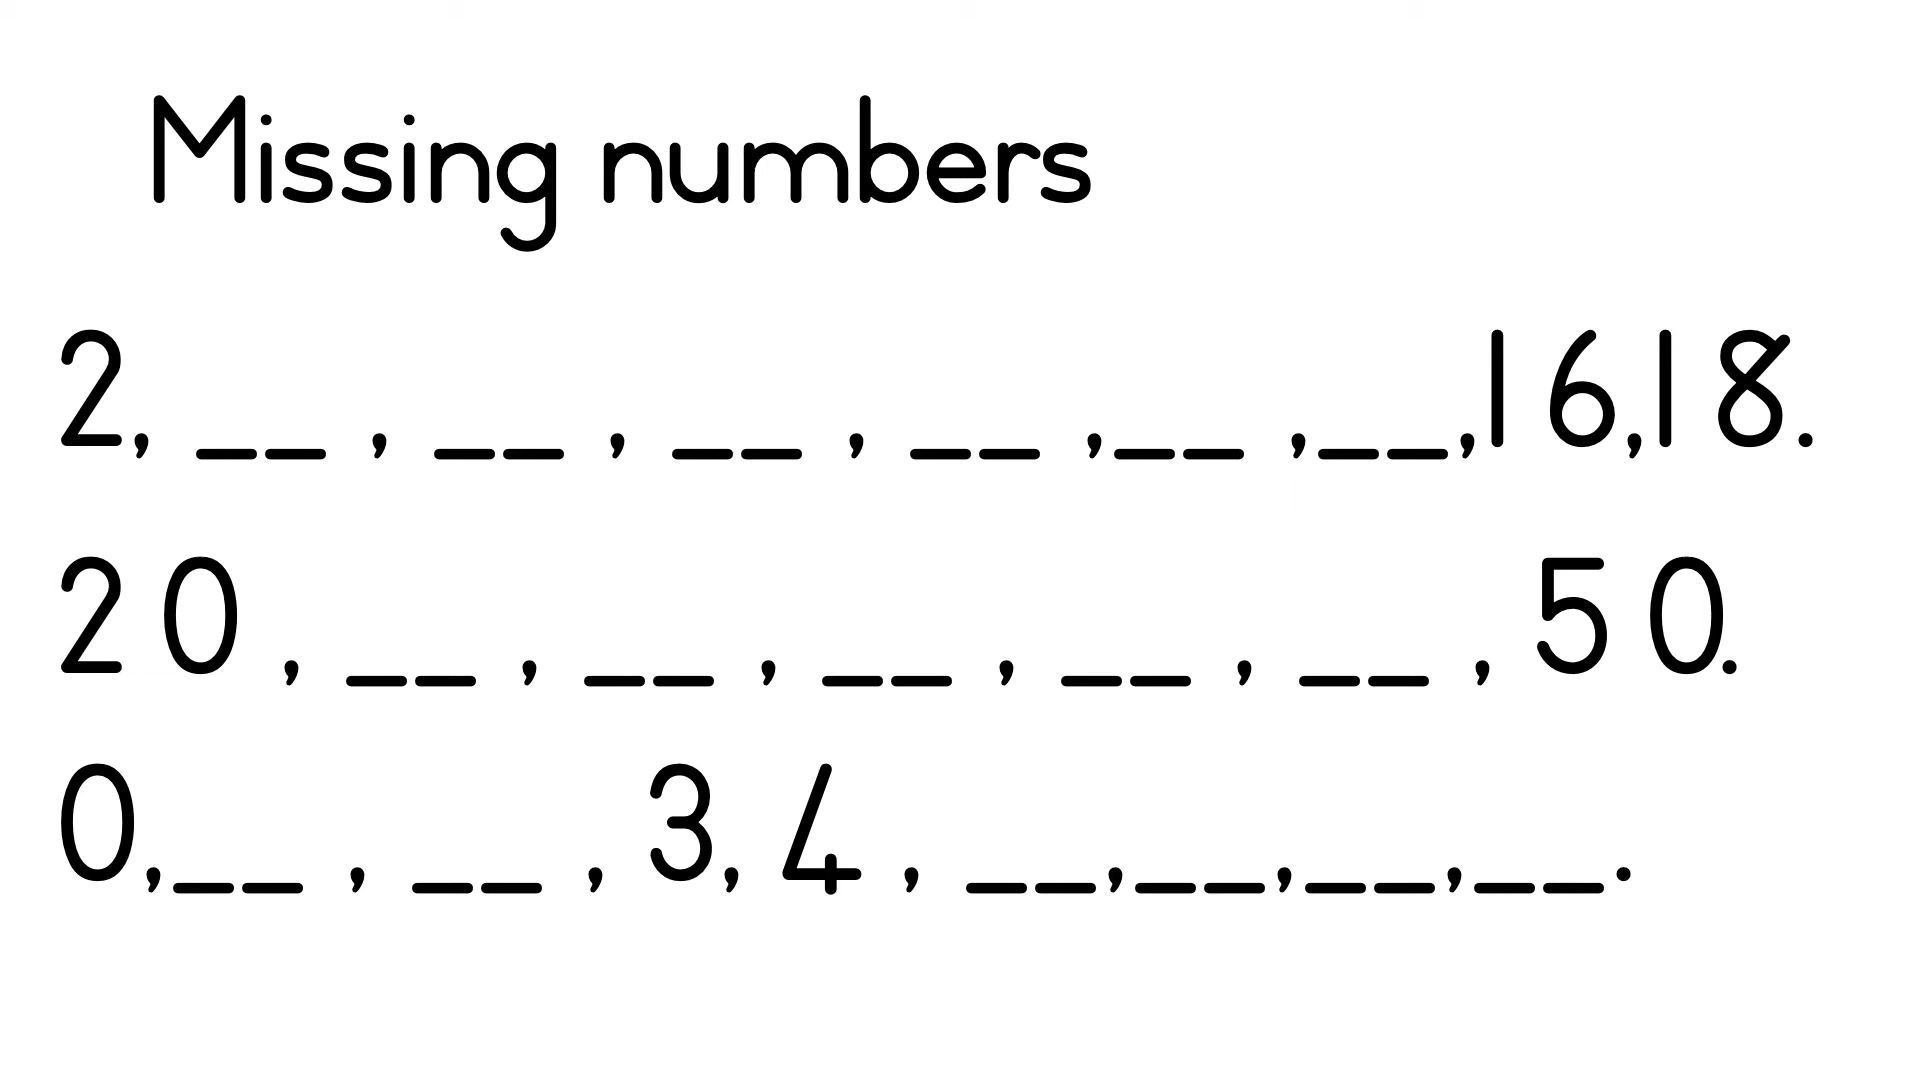 Missing numbers
2, __ , __ , __ , __ ,__ ,__,16,18.
20 , __ , __ , __ , __ , __ , 50.
0,__ , __ , 3, 4 , __,__,__,__.